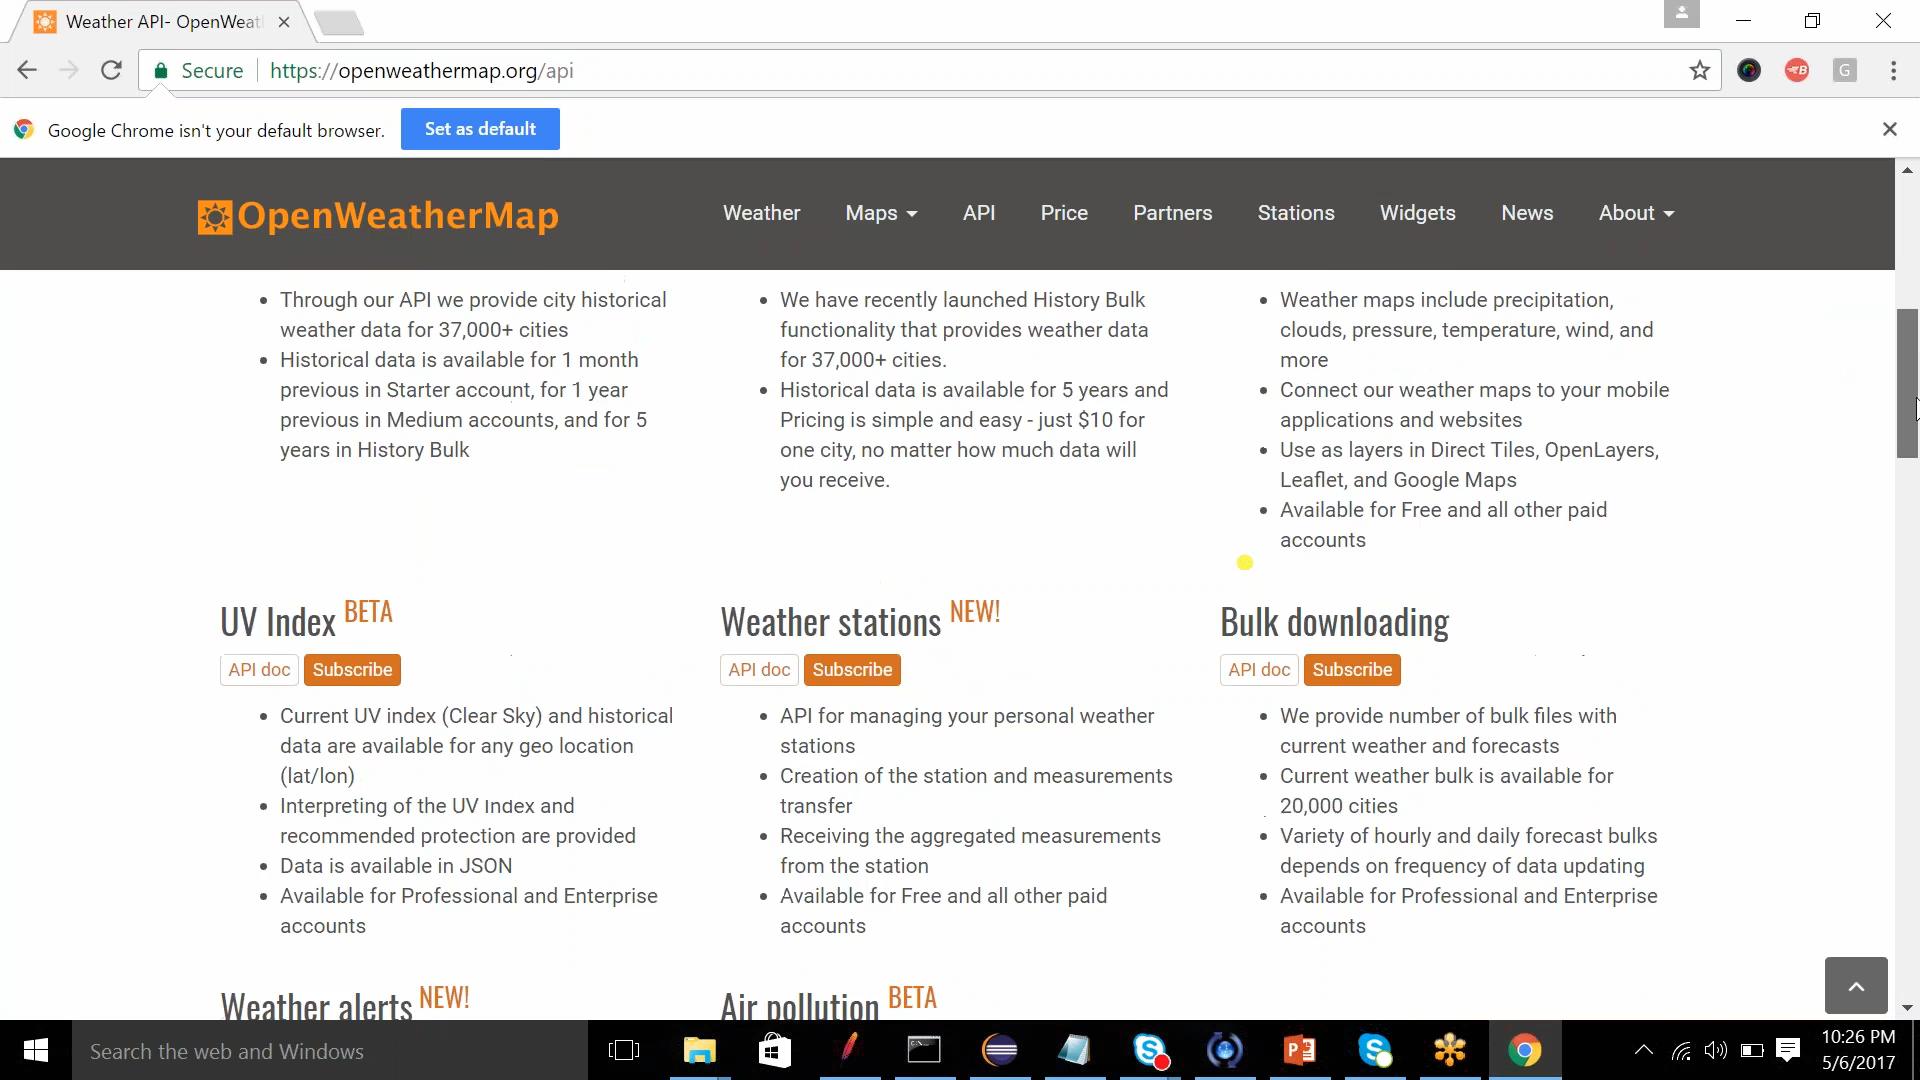 Weather API- OpenWeat
Secure
https://openweathermap.org/api
G
Google Chrome isn't your default browser.
Set as default
OpenWeatherMap
Weather
Maps
API
Price
Partners
Stations
Widgets
News
About
Through our API we provide city historical
weather data for 37,000+ cities
Historical data is available for 1 month
previous in Starter account, for 1 year
previous in Medium accounts, and for 5
years in History Bulk
We have recently launched History Bulk
functionality that provides weather data
for 37,000+ cities.
Historical data is available for 5 years and
Pricing is simple and easy - just $10 for
one city, no matter how much data will
you receive.
Weather maps include precipitation,
clouds, pressure, temperature, wind, and
more
Connect our weather maps to your mobile
applications and websites
Use as layers in Direct Tiles, OpenLayers,
Leaflet, and Google Maps
Available for Free and all other paid
accounts
UV Index BETA
API doc
Subscribe
Current UV index (Clear Sky) and historical
data are available for any geo location
(lat/lon)
Interpreting of the UV Index and
recommended protection are provided
Data is available in JSON
Available for Professional and Enterprise
accounts
Weather stations NEW!
API doc
Subscribe
API for managing your personal weather
stations
Creation of the station and measurements
transfer
Receiving the aggregated measurements
from the station
Available for Free and all other paid
accounts
Bulk downloading
API doc
Subscribe
We provide number of bulk files with
current weather and forecasts
Current weather bulk is available for
20,000 cities
Variety of hourly and daily forecast bulks
depends on frequency of data updating
Available for Professional and Enterprise
accounts
Weather alerts NEW!
Air pollution BETA
Search the web and Windows
10:26 PM
5/6/2017